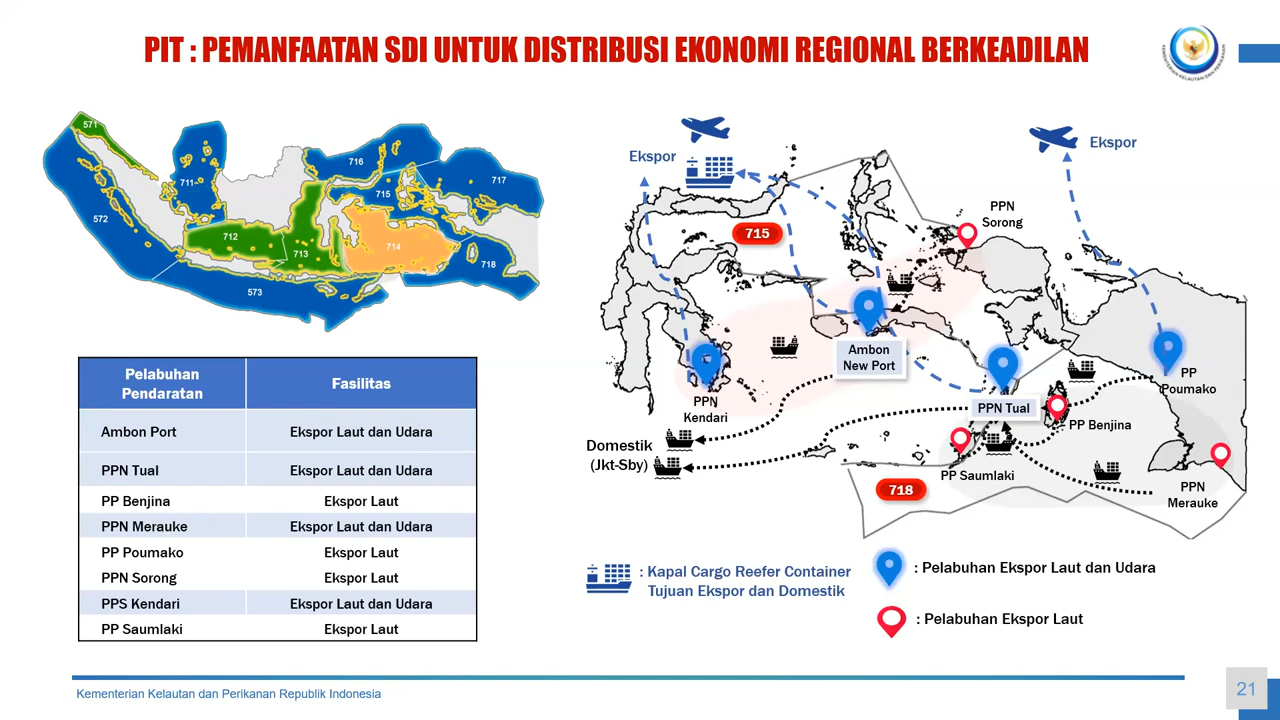 PIT : PEMANFAATAN SDI UNTUK DISTRIBUSI EKONOMI REGIONAL BERKEADILAN
KEMENTERIAN KELAUTAN DAN PERIKANAN
571
711
572
712
713
573
716
715
717
714
718
Pelabuhan Pendaratan Fasilitas
Ambon Port Ekspor Laut dan Udara
PPN Tual Ekspor Laut dan Udara
PP Benjina Ekspor Laut
PPN Merauke Ekspor Laut dan Udara
PP Poumako Ekspor Laut
PPN Sorong Ekspor Laut
PPS Kendari Ekspor Laut dan Udara
PP Saumlaki Ekspor Laut
Ekspor
Ekspor
715
PPN
Sorong
Ambon
New Port
PPN
Kendari
PPN Tual
PP
Poumako
PP Benjina
Domestik
(Jkt-Sby)
PP Saumlaki
718
PPN
Merauke
: Kapal Cargo Reefer Container
Tujuan Ekspor dan Domestik
: Pelabuhan Ekspor Laut dan Udara
: Pelabuhan Ekspor Laut
Kementerian Kelautan dan Perikanan Republik Indonesia
21